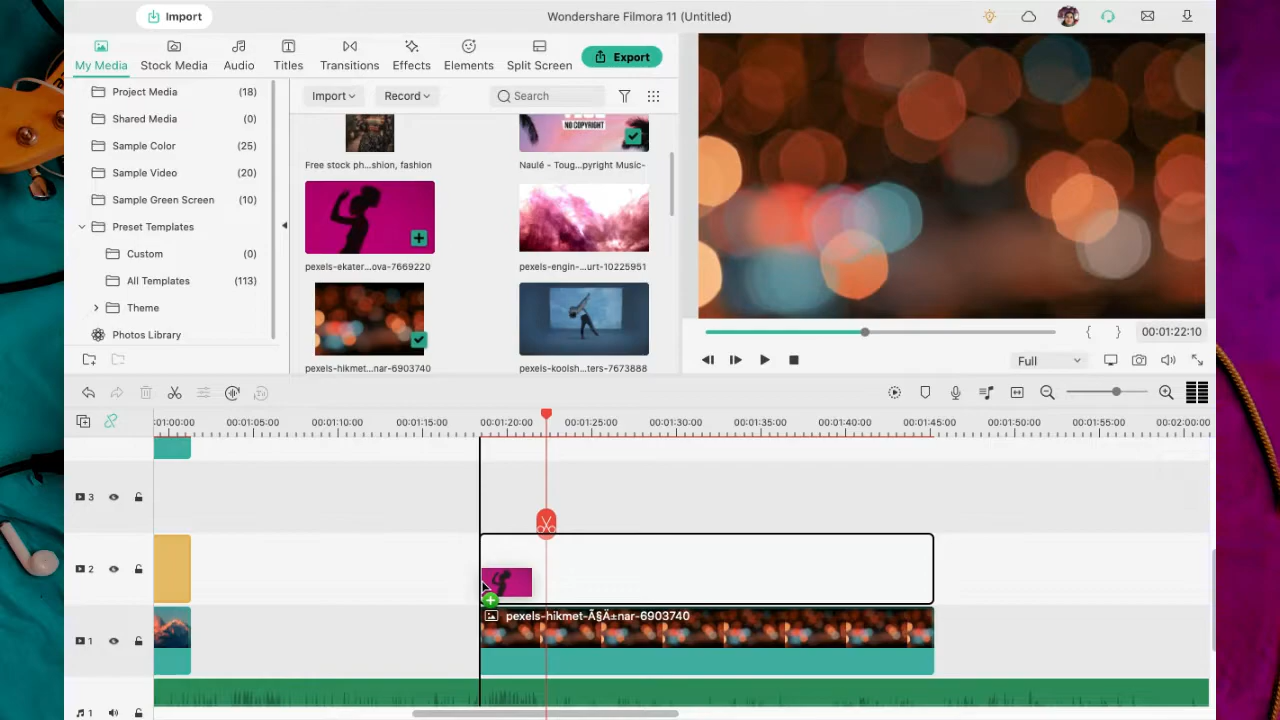 Import
Wondershare Filmora 11 (Untitled)
My Media
Stock Media
Audio
Titles
Transitions
Effects
Elements
Split Screen
Export
Project Media (18)
Shared Media (0)
Sample Color (25)
Sample Video (20)
Sample Green Screen (10)
Preset Templates
Custom (0)
All Templates (113)
Theme
Photos Library
Import
Record
Search
NO COPYRIGHT
Free stock ph...shion, fashion
Naulé - Toug...pyright Music-
pexels-ekater...ova-7669220
pexels-engin-...urt-10225951
pexels-hikmet-...nar-6903740
pexels-koolsh...ters-7673888
{ }
00:01:22:10
Full
:01:00:00
00:01:05:00
00:01:10:00
00:01:15:00
00:01:20:00
00:01:25:00
00:01:30:00
00:01:35:00
00:01:40:00
00:01:45:00
00:01:50:00
00:01:55:00
00:02:00:00
3
2
pexels-hikmet-Ã§Ä±nar-6903740
1
1